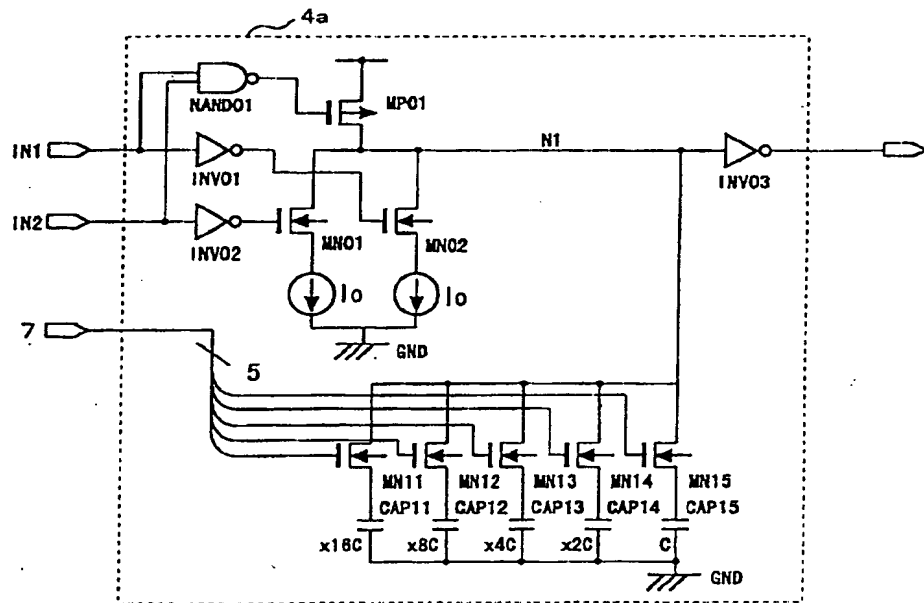 4a
NAND01
MP01
IN1
INV01
N1
INV03
IN2
INV02
MN01
MN02
Io
Io
7
GND
5
MN11
MN12
MN13
MN14
MN15
CAP11
CAP12
CAP13
CAP14
CAP15
x16C
x8C
x4C
x2C
C
GND